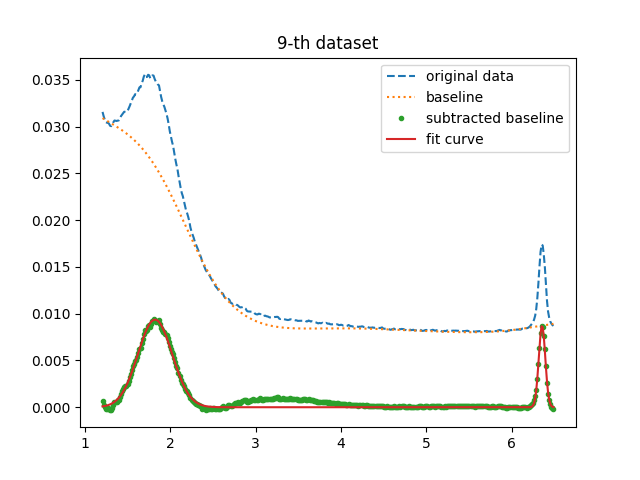 9-th dataset
original data
baseline
subtracted baseline
fit curve
0.035
0.030
0.025
0.020
0.015
0.010
0.005
0.000
1 2 3 4 5 6